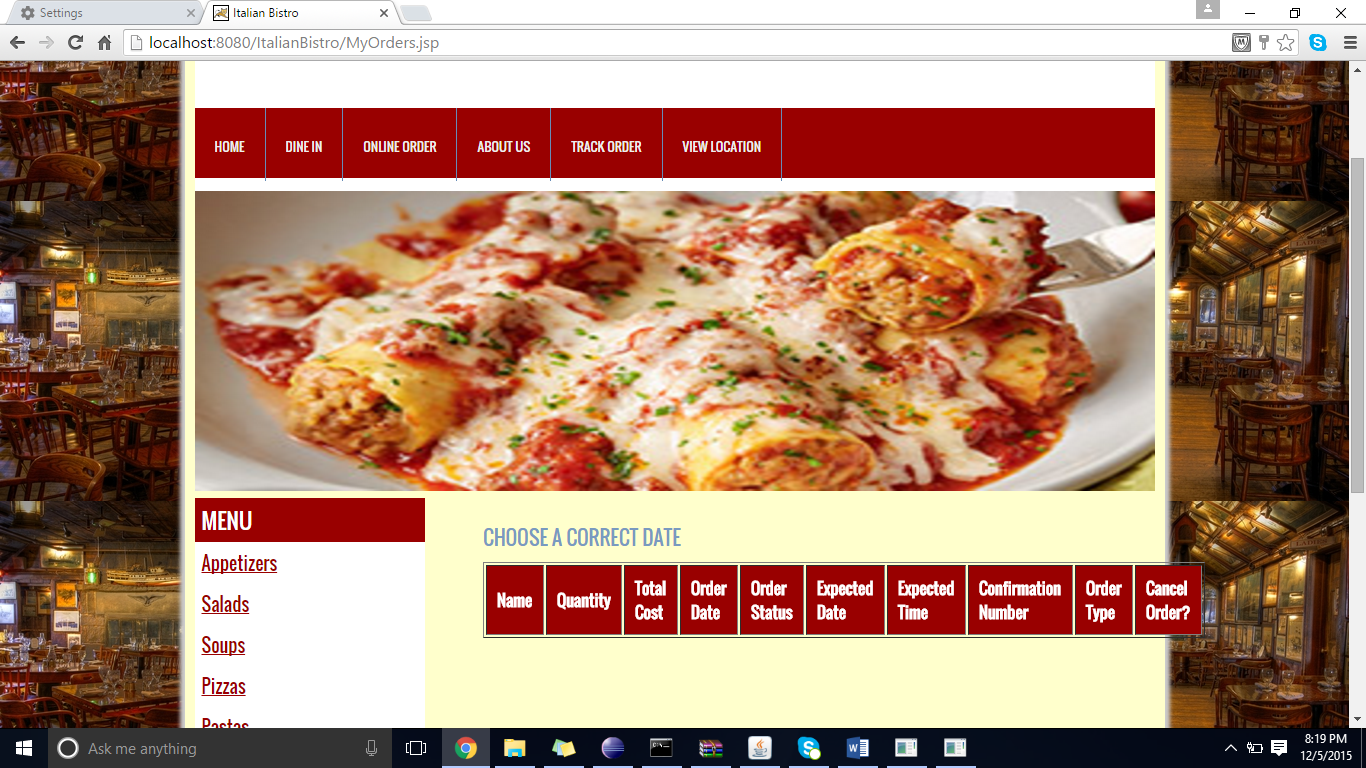 Settings
Italian Bistro
localhost:8080/ItalianBistro/MyOrders.jsp
HOME DINE IN ONLINE ORDER ABOUT US TRACK ORDER VIEW LOCATION
MENU
Appetizers
Salads
Soups
Pizzas
Pastas
CHOOSE A CORRECT DATE
Name Quantity Total Cost Order Date Order Status Expected Date Expected Time Confirmation Number Order Type Cancel Order?
Ask me anything
8:19 PM
12/5/2015